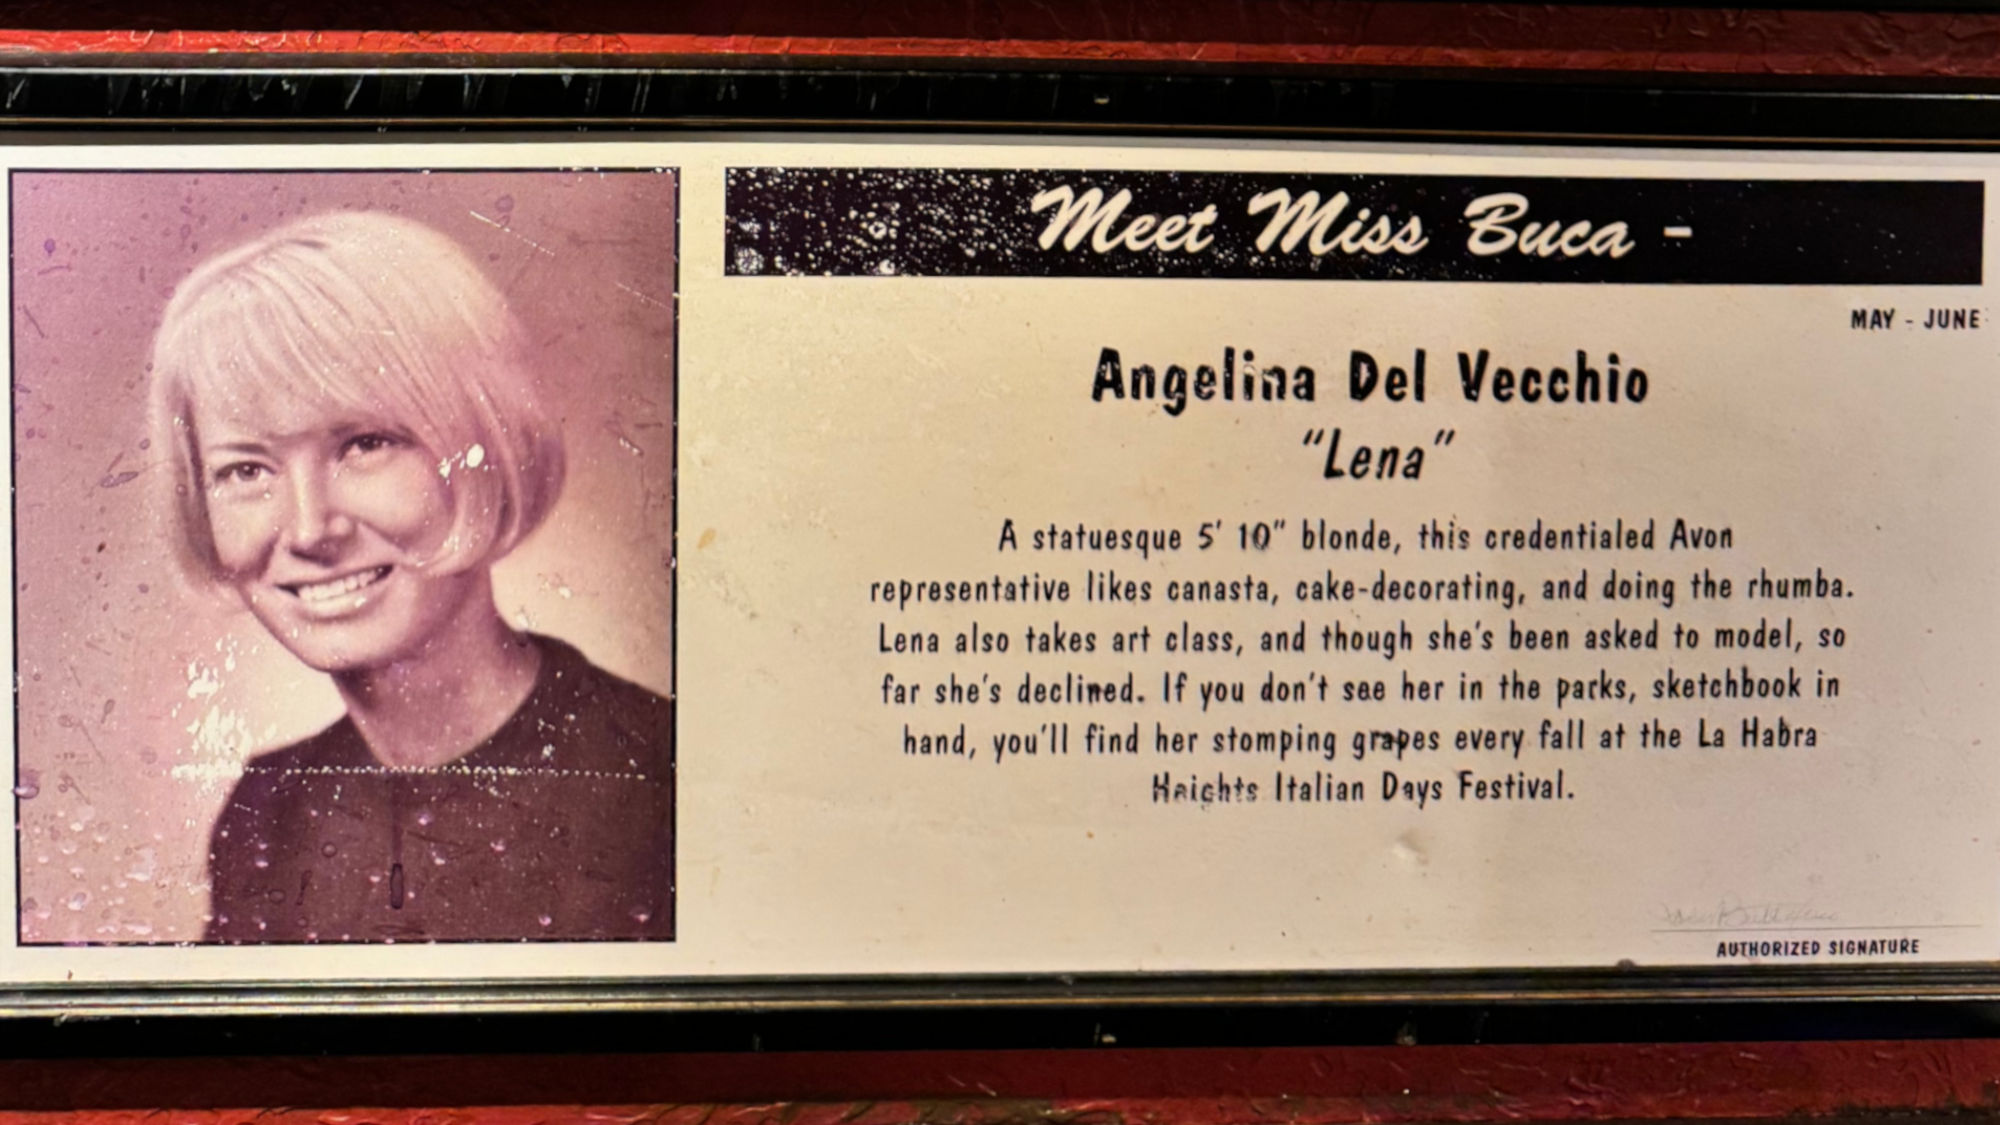 Meet Miss Buca -
MAY - JUNE
Angelina Del Vecchio
“Lena”
A statuesque 5' 10" blonde, this credentialed Avon
representative likes canasta, cake-decorating, and doing the rhumba.
Lena also takes art class, and though she's been asked to model, so
far she's declined. If you don't see her in the parks, sketchbook in
hand, you'll find her stomping grapes every fall at the La Habra
Heights Italian Days Festival.
AUTHORIZED SIGNATURE